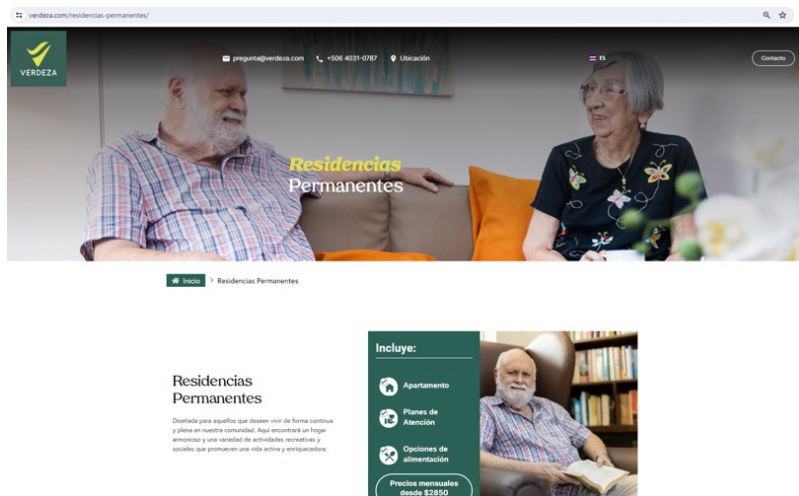 verdeza.com/residencias-permanentes/
VERDEZA
pregunta@verdeza.com +506 4031-0787 Ubicación ES Contacto
Residencias
Permanentes
Inicio > Residencias Permanentes
Residencias
Permanentes
Diseñada para aquellos que deseen vivir de forma continua
y plena en nuestra comunidad. Aquí encontrará un hogar
armonioso y una variedad de actividades recreativas y
sociales que promueven una vida activa y enriquecedora.
Incluye:
Apartamento
Planes de
Atención
Opciones de
alimentación
Precios mensuales
desde $2850